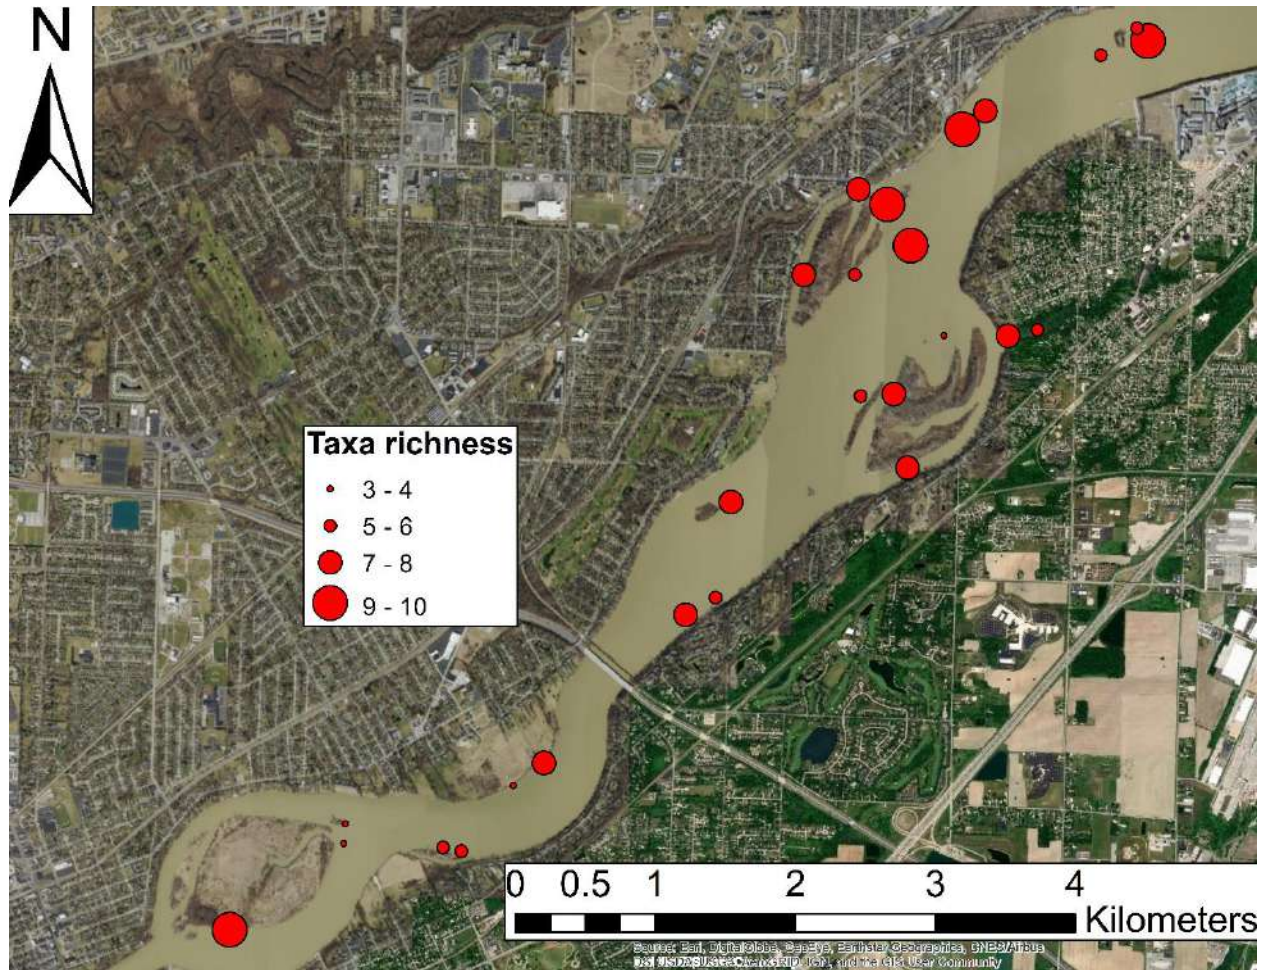 N
Taxa richness
3 - 4
5 - 6
7 - 8
9 - 10
0 0.5 1 2 3 4
Kilometers
Source: Esri, DigitalGlobe, GeoEye, Earthstar Geographics, CNES/Airbus
and the GIS User Community